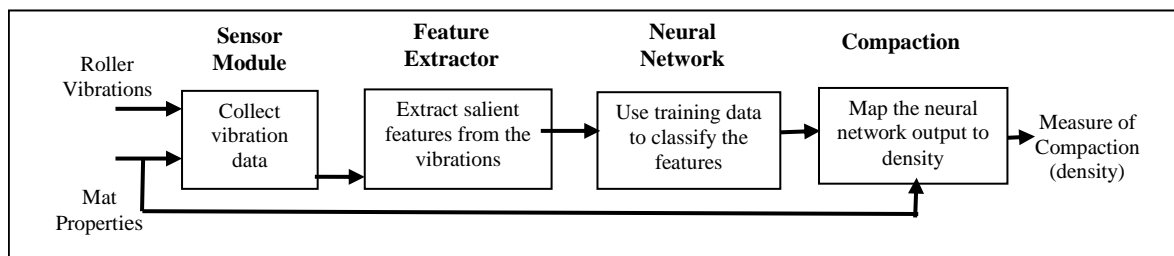 Sensor
Module
Feature
Extractor
Neural
Network
Compaction
Roller
Vibrations
Mat
Properties
Collect
vibration
data
Extract salient
features from the
vibrations
Use training data
to classify the
features
Map the neural
network output to
density
Measure of
Compaction
(density)